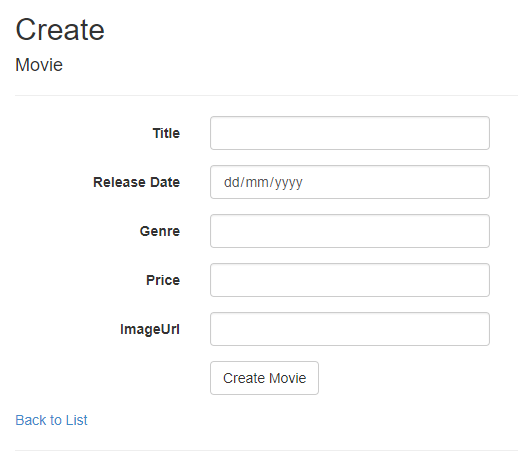 Create
Movie
Title
Release Date dd/mm/yyyy
Genre
Price
ImageUrl
Create Movie
Back to List